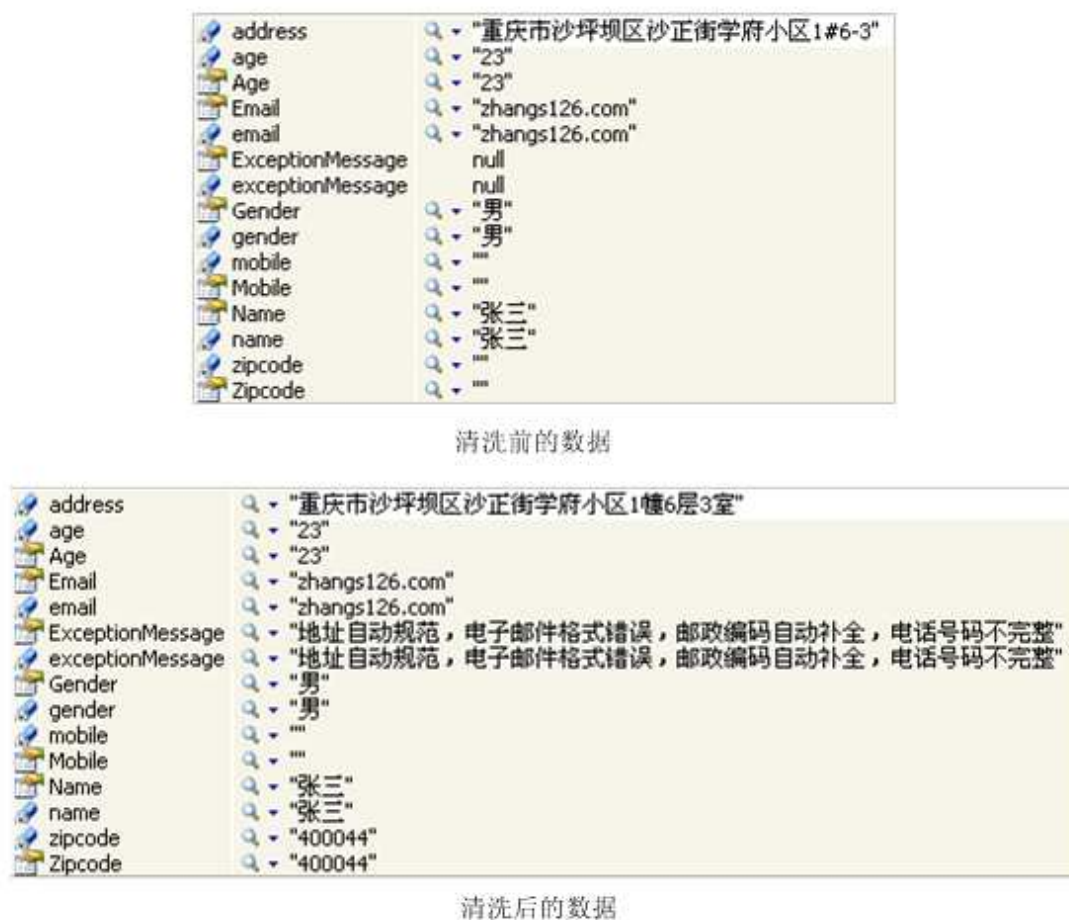 address "重庆市沙坪坝区沙正街学府小区1#6-3"
age "23"
Age "23"
Email "zhangs126.com"
email "zhangs126.com"
ExceptionMessage null
exceptionMessage null
Gender "男"
gender "男"
mobile ""
Mobile ""
Name "张三"
name "张三"
zipcode ""
Zipcode ""
清洗前的数据
address "重庆市沙坪坝区沙正街学府小区1幢6层3室"
age "23"
Age "23"
Email "zhangs126.com"
email "zhangs126.com"
ExceptionMessage "地址自动规范，电子邮件格式错误，邮政编码自动补全，电话号码不完整"
exceptionMessage "地址自动规范，电子邮件格式错误，邮政编码自动补全，电话号码不完整"
Gender "男"
gender "男"
mobile ""
Mobile ""
Name "张三"
name "张三"
zipcode "400044"
Zipcode "400044"
清洗后的数据